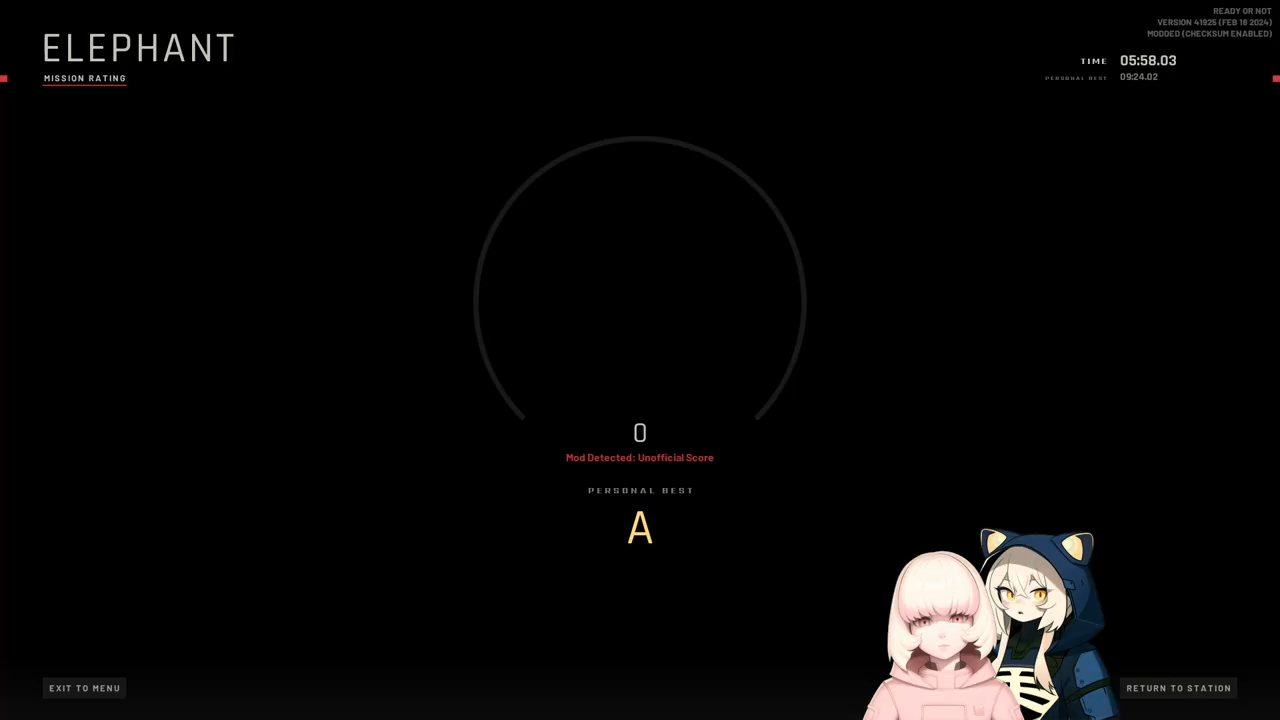 ELEPHANT
MISSION RATING
READY OR NOT
VERSION 41925 (FEB 18 2024)
MODDED (CHECKSUM ENABLED)
TIME 05:58.03
PERSONAL BEST 09:24.02
0
Mod Detected: Unofficial Score
PERSONAL BEST
A
EXIT TO MENU
RETURN TO STATION